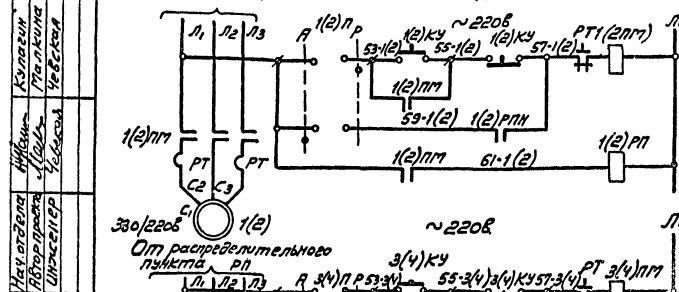 ~220в
Л1 Л2 Л3
А 1(2)П Р
53-1(2) 1(2)КУ 55-1(2) 1(2)КУ 57-1(2) РТ1(2ПМ)
1(2)ПМ
59-1(2) 1(2)РПН
1(2)ПМ
1(2)ПМ 61-1(2) 1(2)РП
РТ РТ
С2 С3
С1
380/220в 1(2)
~220в
От распределительного
пункта РП
Л1 Л2 Л3
А 3(4)П Р 53-3(4) 3(4)КУ 55-3(4) 3(4)КУ 57-3(4) РТ 3(4)ПМ
Нач. отдела Кулагин
Автор проекта Малкина
Инженер Чевская